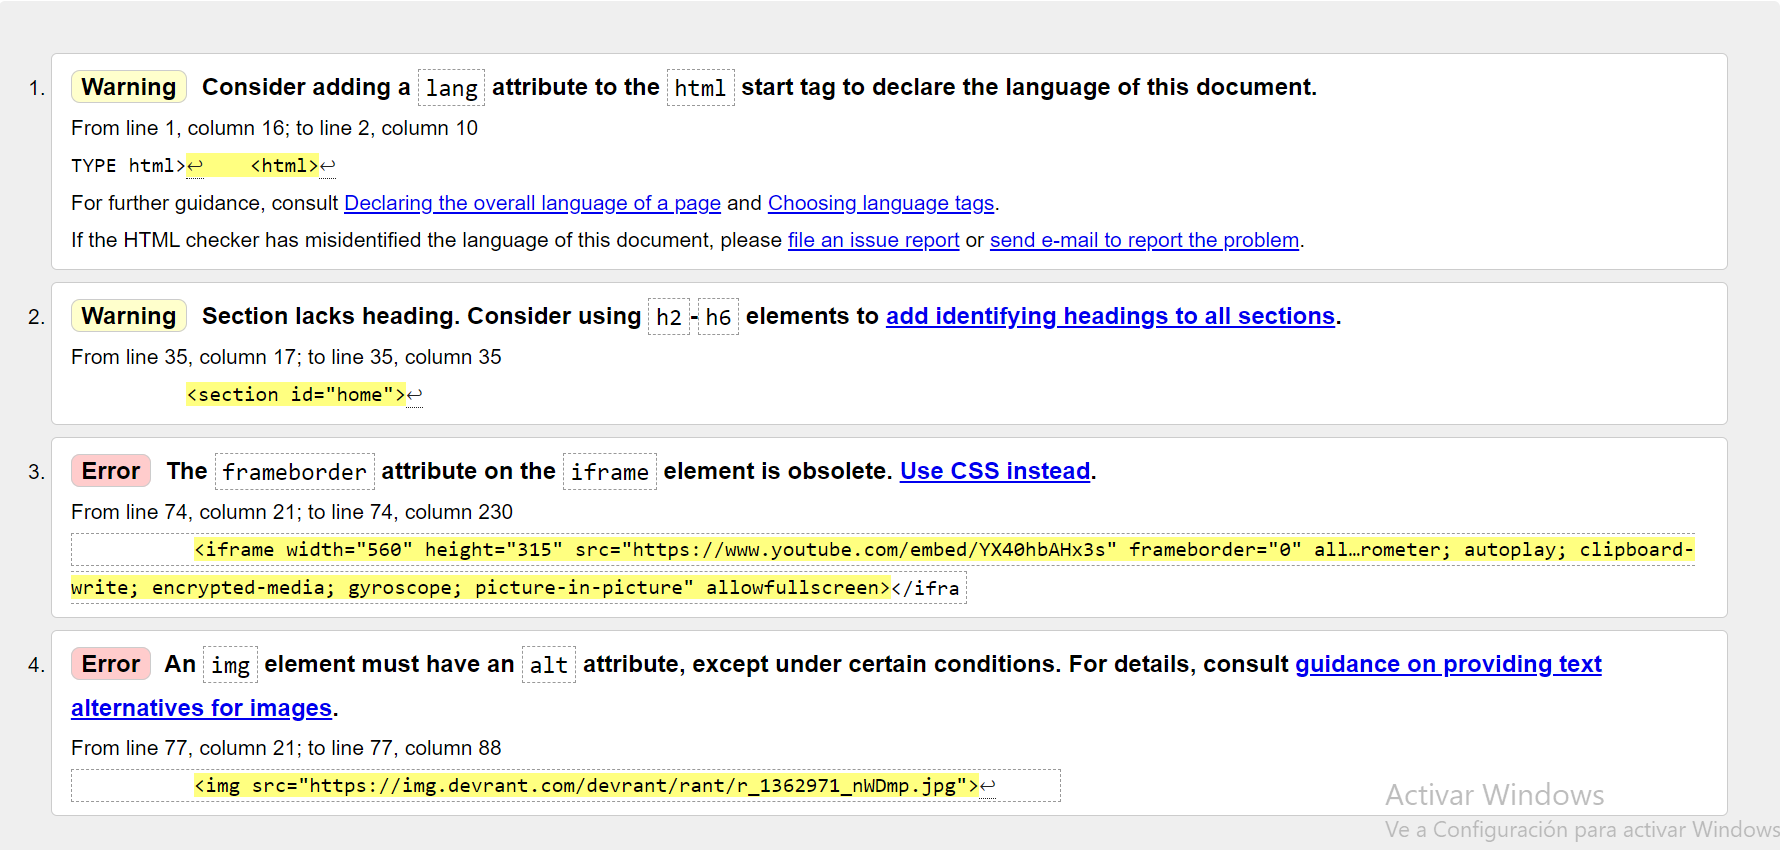 1. Warning Consider adding a lang attribute to the html start tag to declare the language of this document.
From line 1, column 16; to line 2, column 10
TYPE html>↩    <html>↩
For further guidance, consult Declaring the overall language of a page and Choosing language tags.
If the HTML checker has misidentified the language of this document, please file an issue report or send e-mail to report the problem.
2. Warning Section lacks heading. Consider using h2-h6 elements to add identifying headings to all sections.
From line 35, column 17; to line 35, column 35
<section id="home">↩
3. Error The frameborder attribute on the iframe element is obsolete. Use CSS instead.
From line 74, column 21; to line 74, column 230
<iframe width="560" height="315" src="https://www.youtube.com/embed/YX40hbAHx3s" frameborder="0" all…rometer; autoplay; clipboard-
write; encrypted-media; gyroscope; picture-in-picture" allowfullscreen></ifra
4. Error An img element must have an alt attribute, except under certain conditions. For details, consult guidance on providing text
alternatives for images.
From line 77, column 21; to line 77, column 88
<img src="https://img.devrant.com/devrant/rant/r_1362971_nWDmp.jpg">↩
Activar Windows
Ve a Configuración para activar Windows